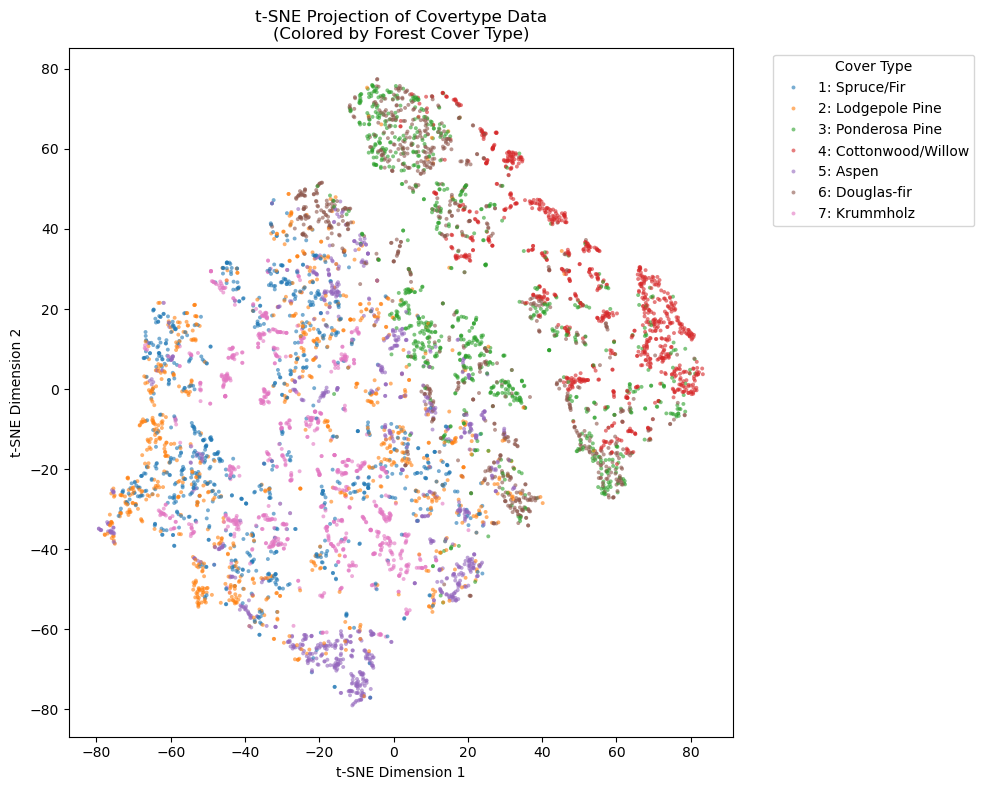 t-SNE Projection of Covertype Data
(Colored by Forest Cover Type)
80
60
40
20
0
−20
−40
−60
−80
t-SNE Dimension 2
−80
−60
−40
−20
0
20
40
60
80
t-SNE Dimension 1
Cover Type
1: Spruce/Fir
2: Lodgepole Pine
3: Ponderosa Pine
4: Cottonwood/Willow
5: Aspen
6: Douglas-fir
7: Krummholz